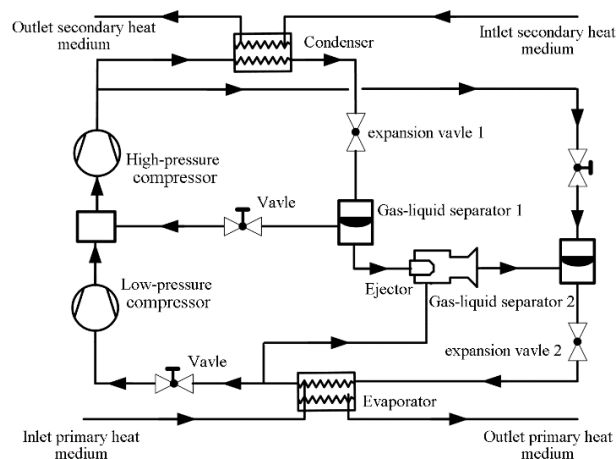 Outlet secondary heat
medium
Condenser
Intlet secondary heat
medium
expansion vavle 1
High-pressure
compressor
Vavle
Gas-liquid separator 1
Low-pressure
compressor
Ejector
Gas-liquid separator 2
Vavle
expansion vavle 2
Evaporator
Inlet primary heat
medium
Outlet primary heat
medium